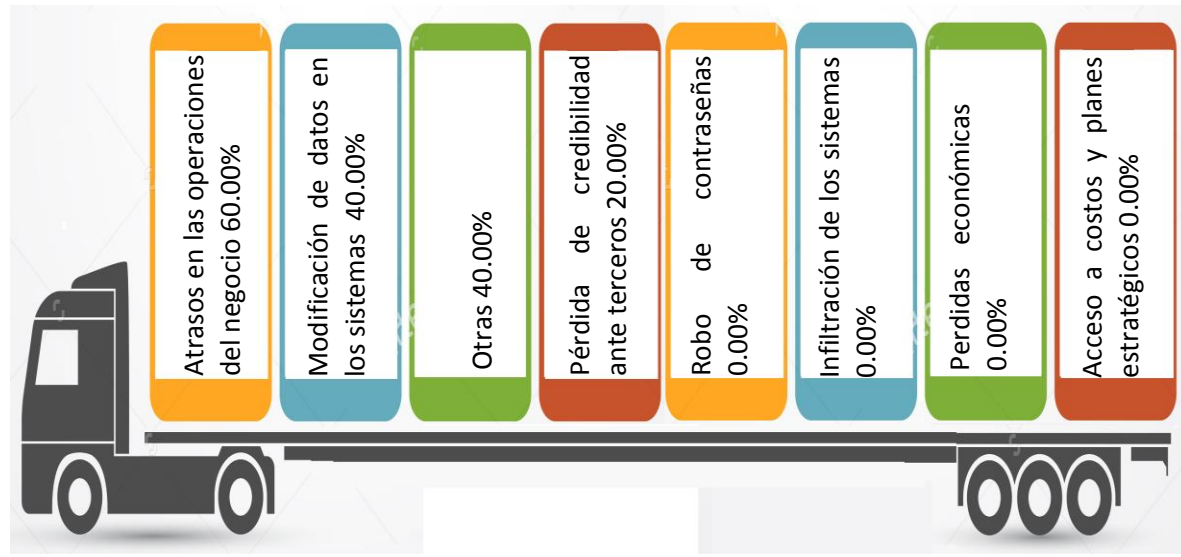 Atrasos en las operaciones
del negocio 60.00%
Modificación de datos en
los sistemas 40.00%
Otras 40.00%
Pérdida de credibilidad
ante terceros 20.00%
Robo de contraseñas
0.00%
Infiltración de los sistemas
0.00%
Perdidas económicas
0.00%
Acceso a costos y planes
estratégicos 0.00%